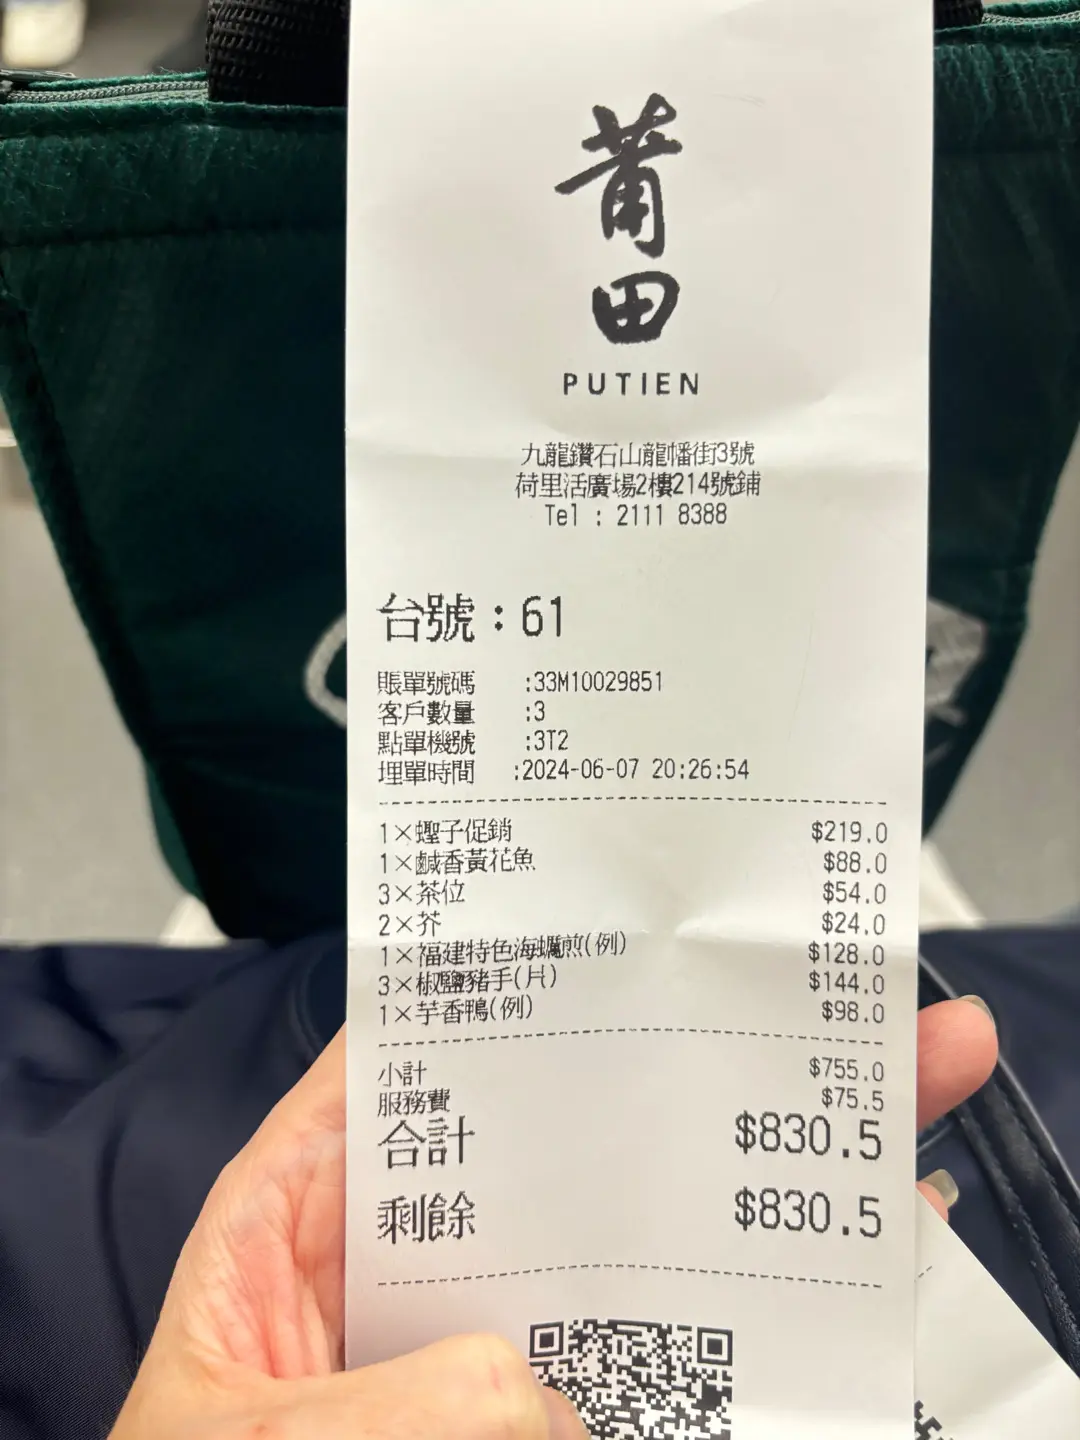 莆
田
PUTIEN
九龍鑽石山龍蟠街3號
荷里活廣場2樓214號鋪
Tel : 2111 8388
台號：61
賬單號碼 :33M10029851
客戶數量 :3
點單機號 :3T2
埋單時間 :2024-06-07 20:26:54
1×蟶子促銷 $219.0
1×鹹香黃花魚 $88.0
3×茶位 $54.0
2×芥 $24.0
1×福建特色海蠣煎(例) $128.0
3×椒鹽豬手(片) $144.0
1×芋香鴨(例) $98.0
小計 $755.0
服務費 $75.5
合計 $830.5
剩餘 $830.5